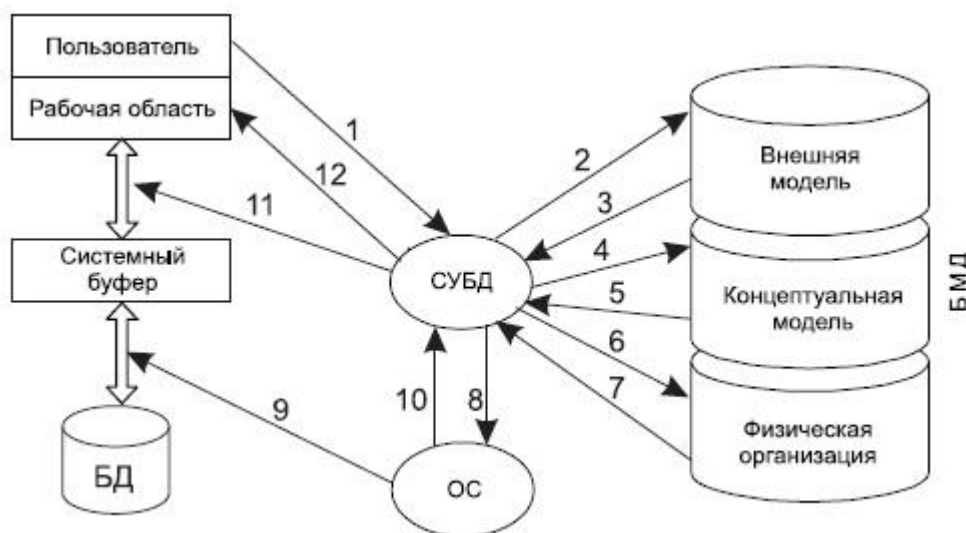 Пользователь
Рабочая область
1
12
11
2
3
4
5
6
7
Внешняя
модель
Системный
буфер
СУБД
Концептуальная
модель
БМД
9
10
8
Физическая
организация
БД
ОС